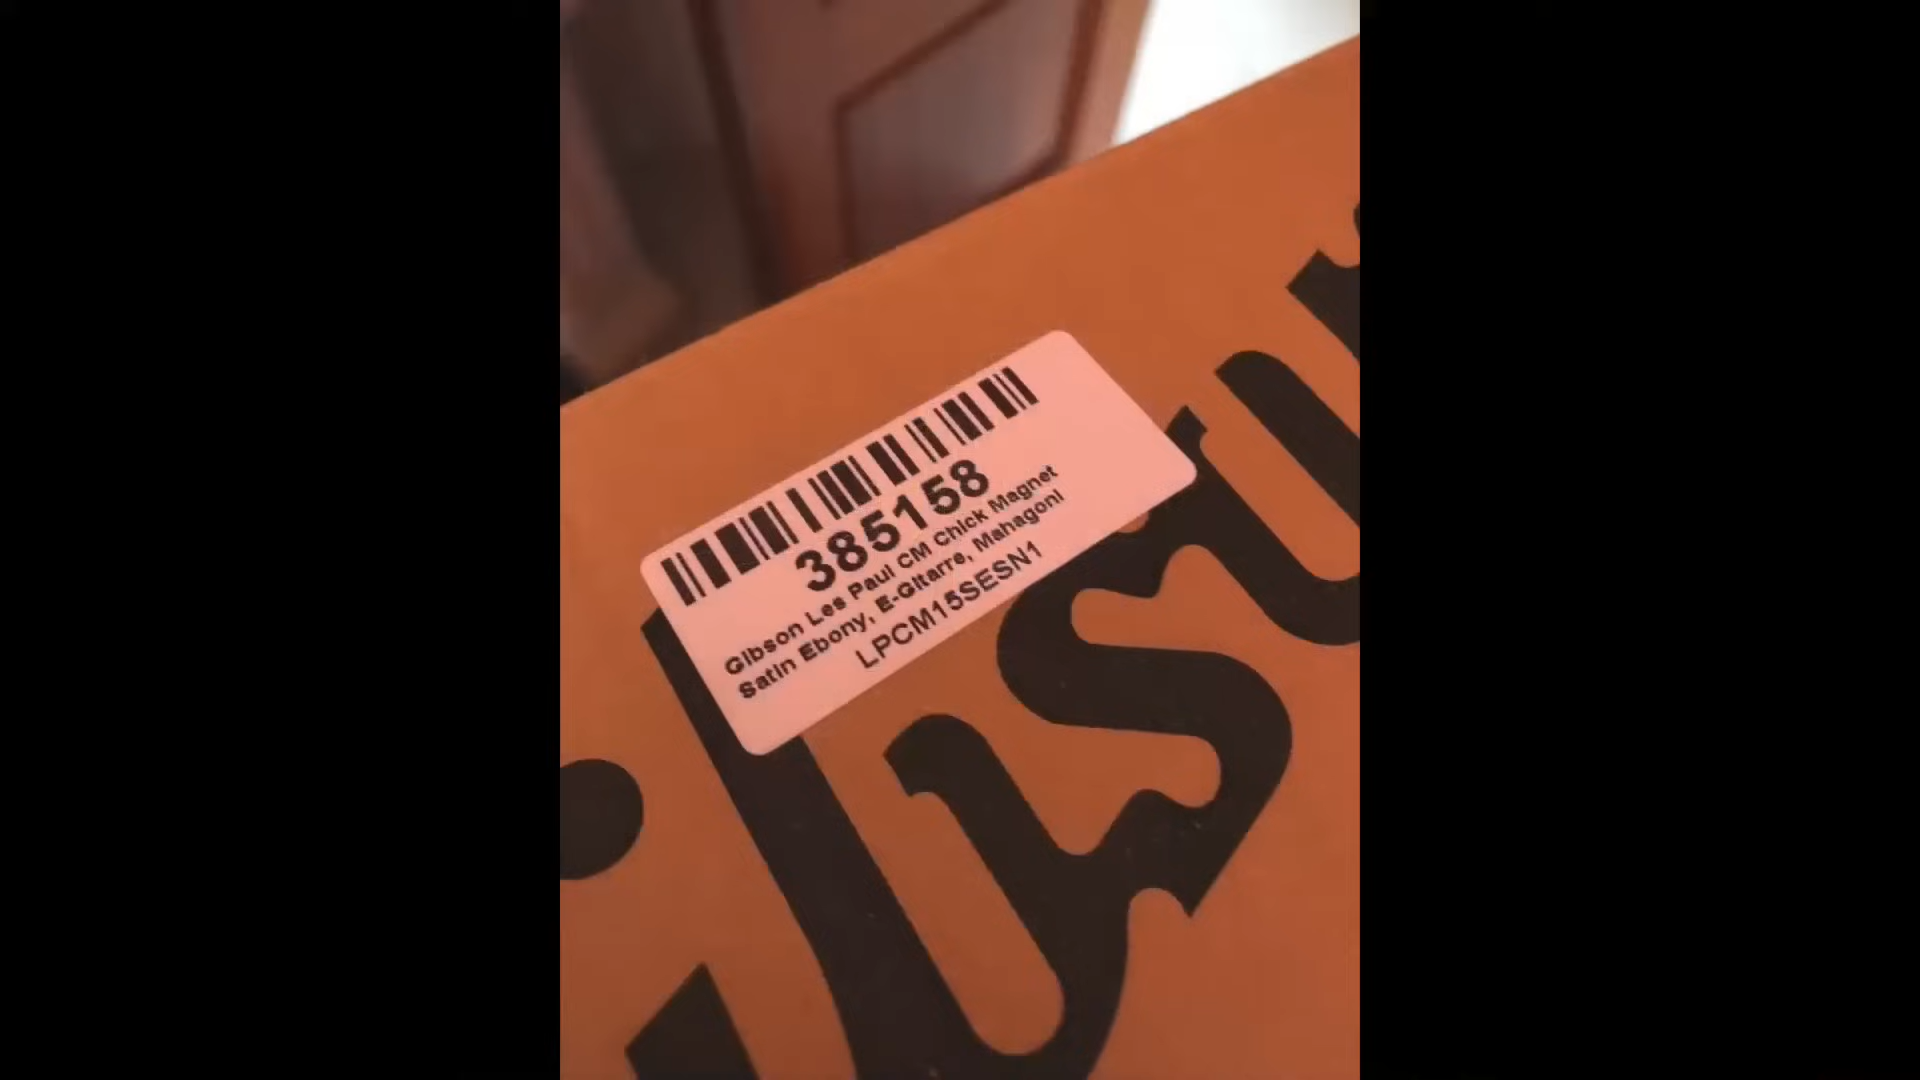 385158
Gibson Les Paul CM Chick Magnet
Satin Ebony, E-Gitarre, Mahagoni
LPCM15SESN1